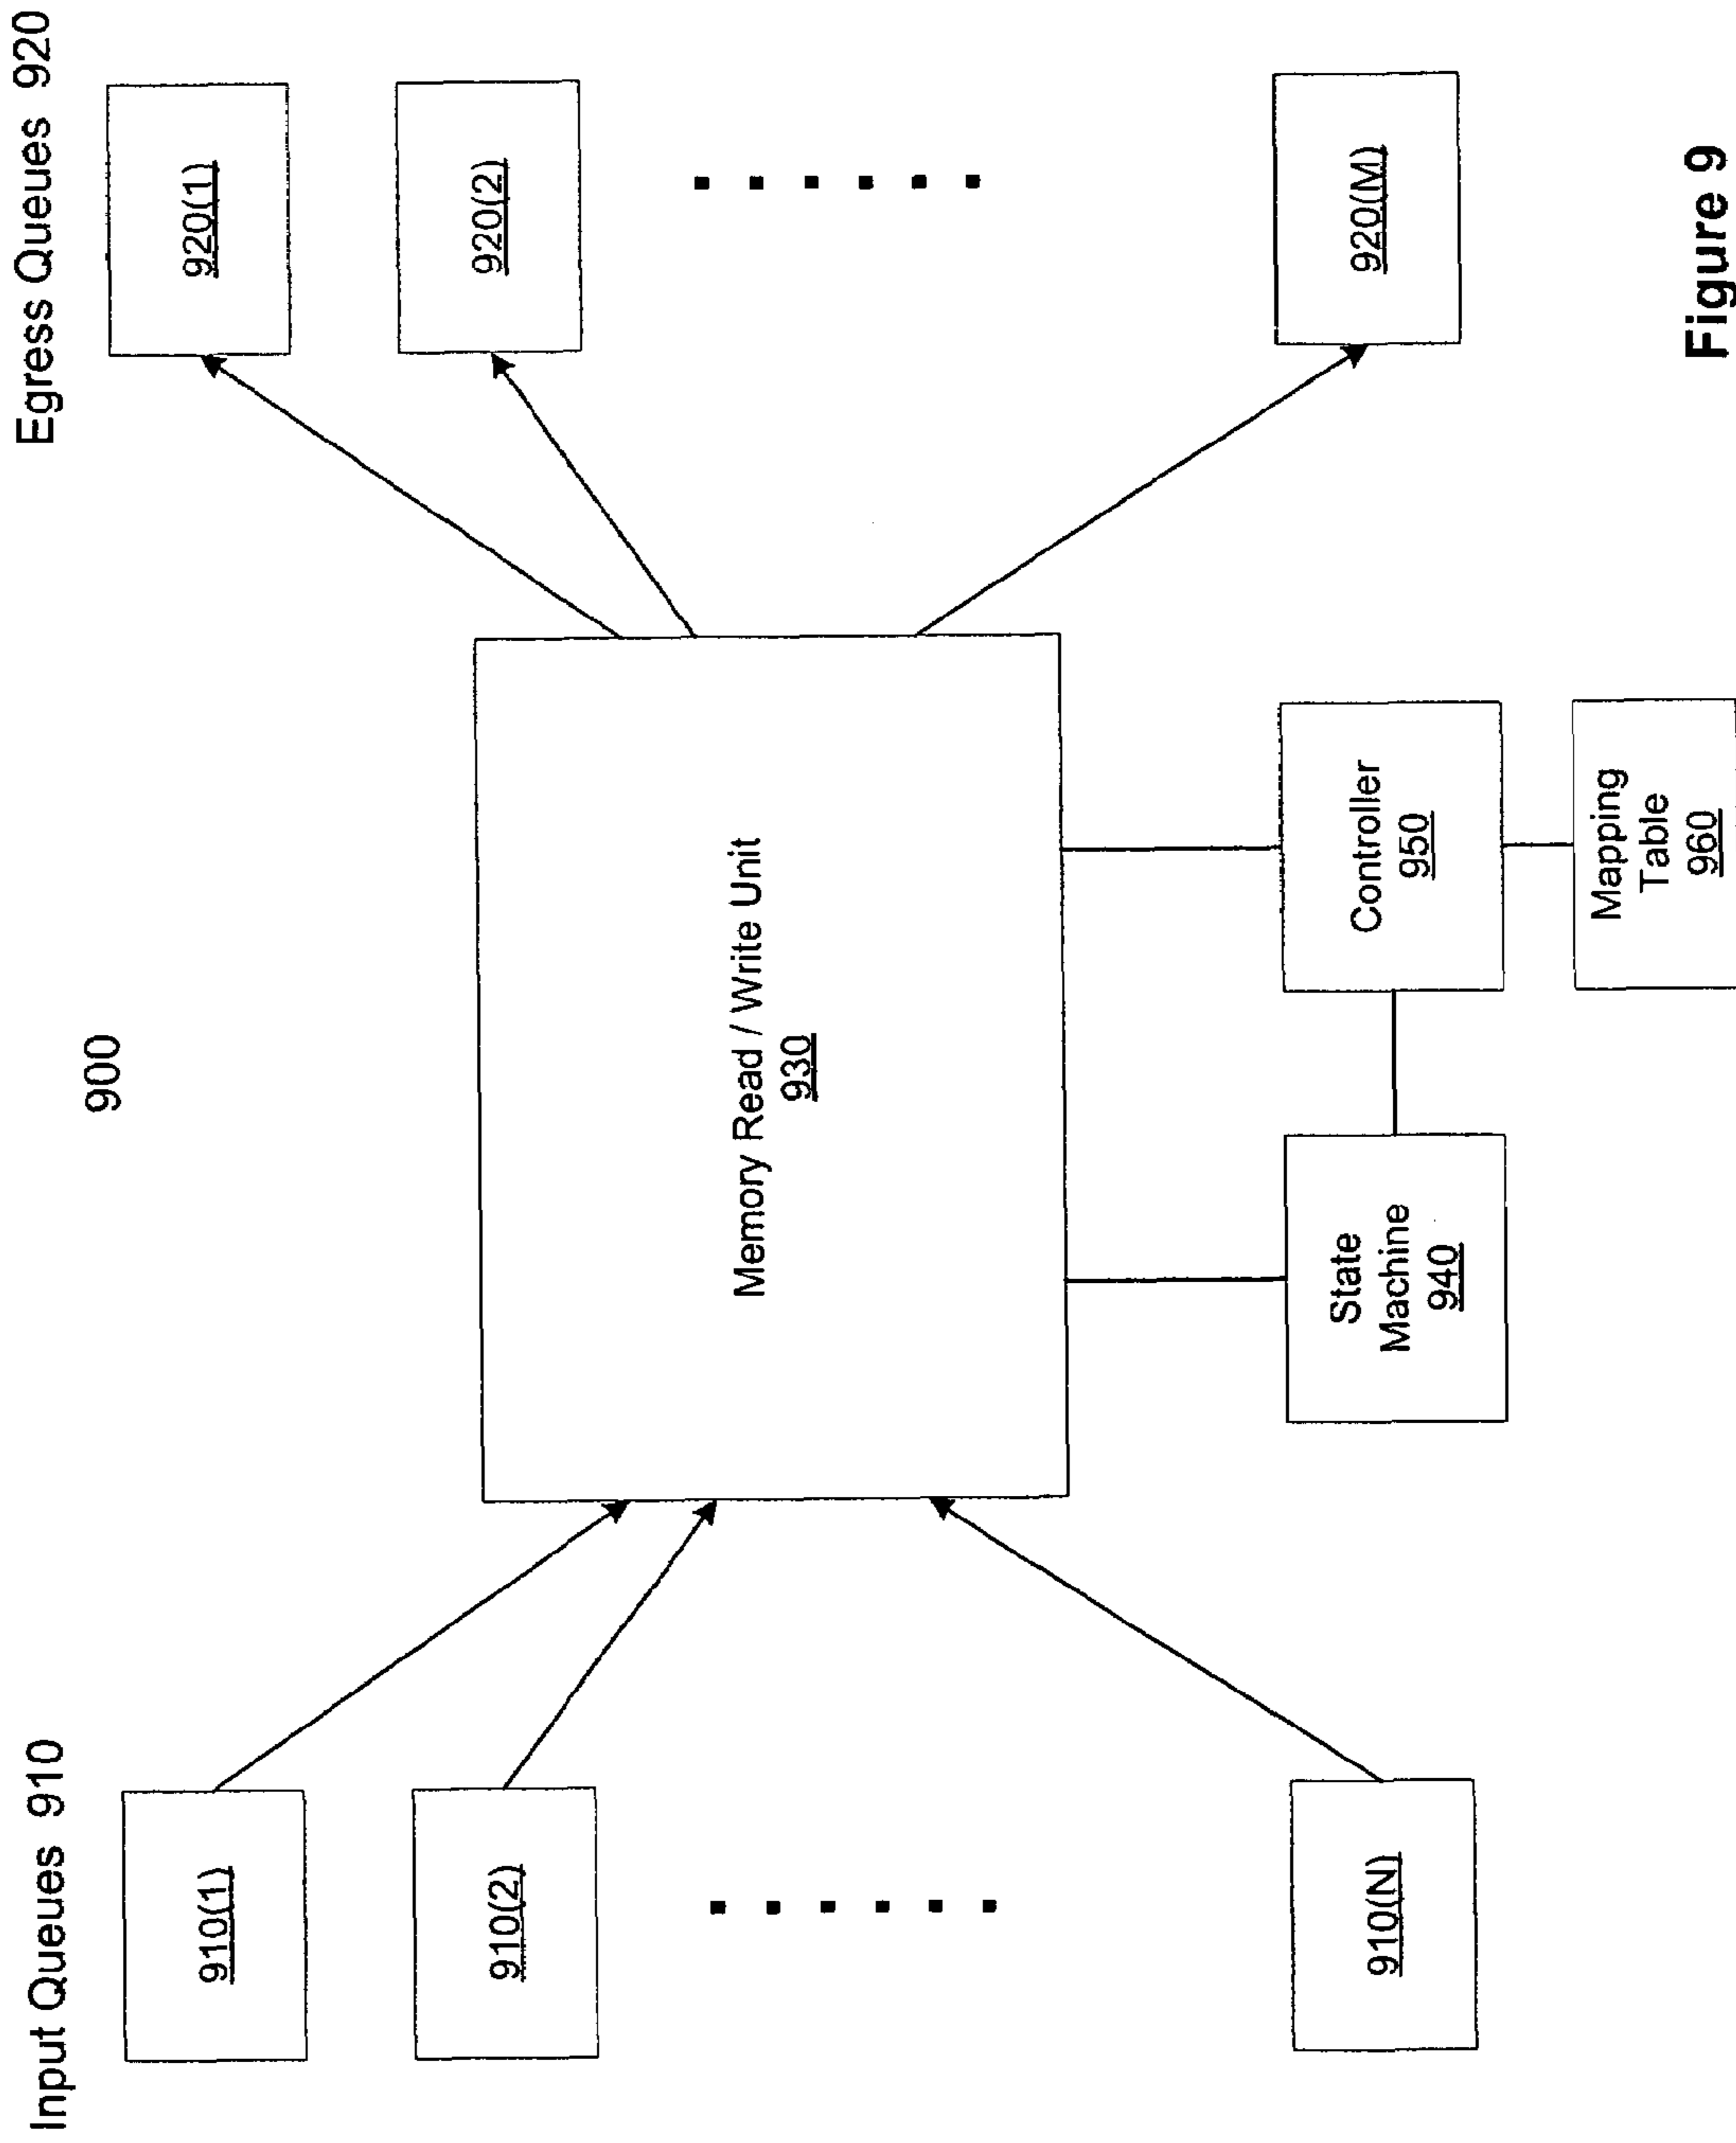 900
Input Queues 910
Egress Queues 920
910(1)
920(1)
910(2)
920(2)
Memory Read / Write Unit
930
910(N)
920(M)
State
Machine
940
Controller
950
Mapping
Table
960
Figure 9